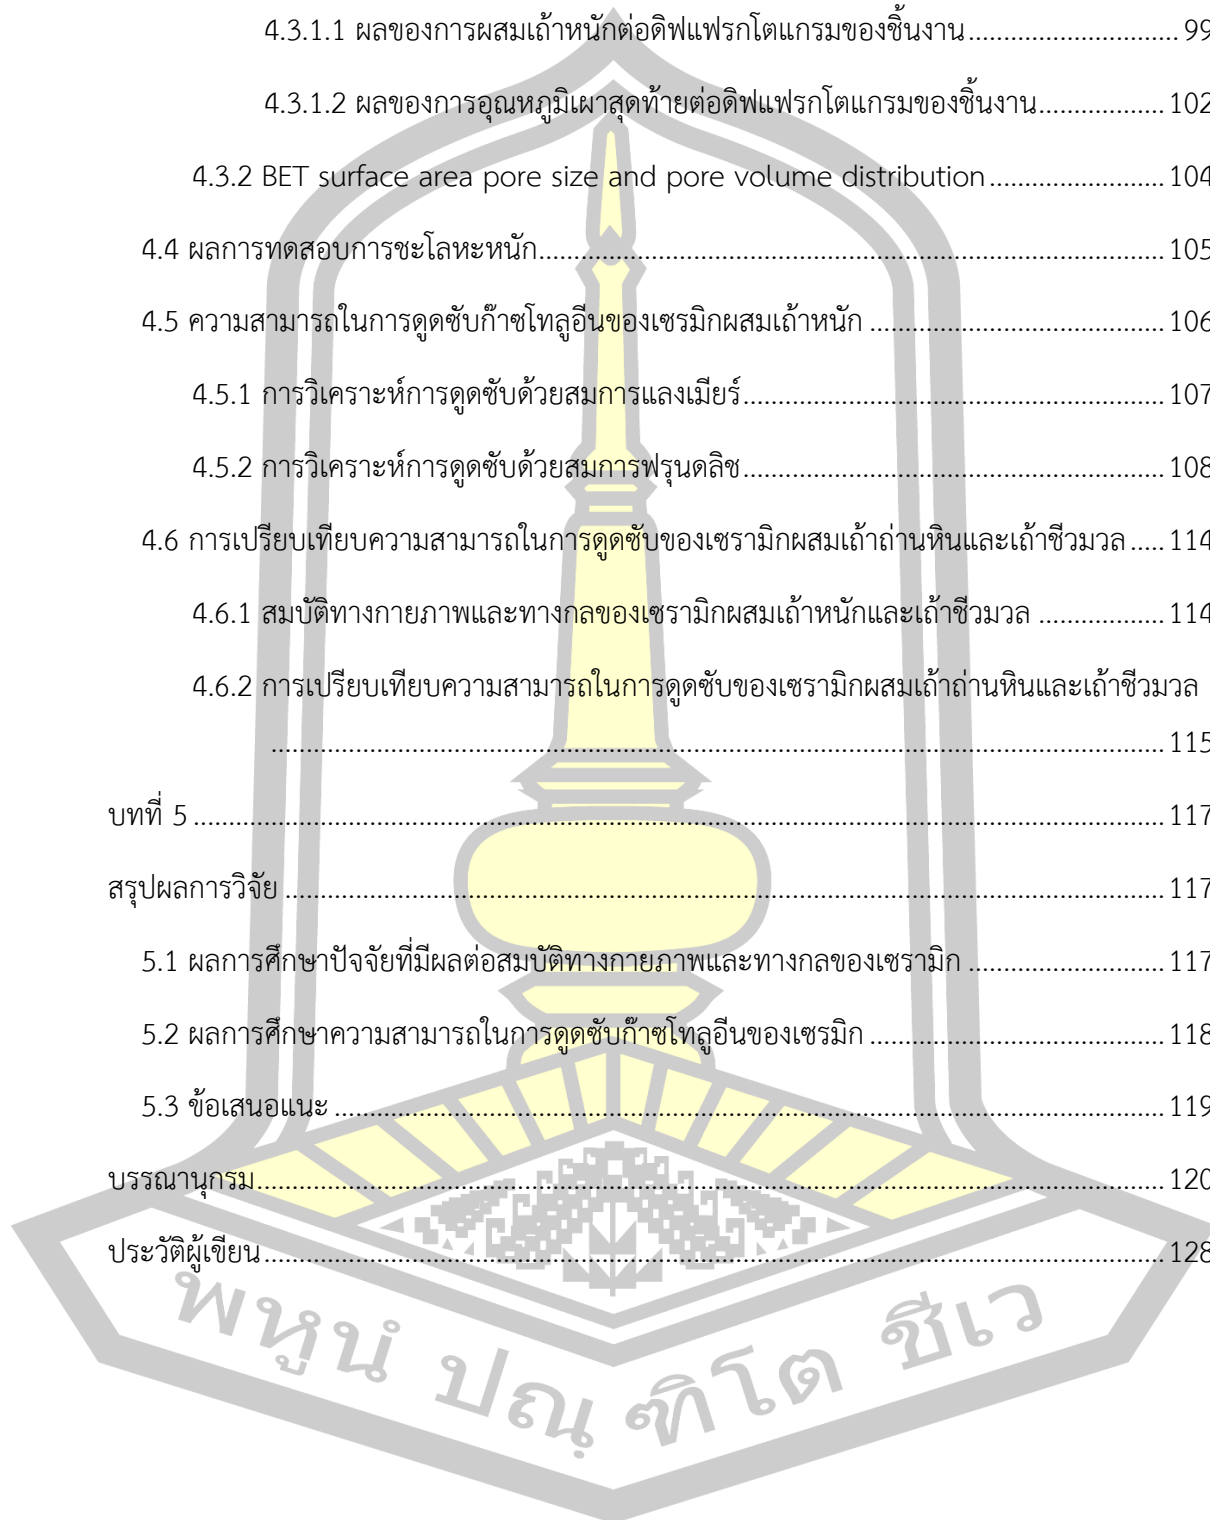 4.3.1.1 ผลของการผสมเถ้าหนักต่อดิฟแฟรกโตแกรมของชิ้นงาน............................ 99
4.3.1.2 ผลของการอุณหภูมิเผาสุดท้ายต่อดิฟแฟรกโตแกรมของชิ้นงาน................. 102
4.3.2 BET surface area pore size and pore volume distribution....................... 104
4.4 ผลการทดสอบการชะโลหะหนัก.................................................................................. 105
4.5 ความสามารถในการดูดซับก๊าซโทลูอีนของเซรมิกผสมเถ้าหนัก ....................................... 106
4.5.1 การวิเคราะห์การดูดซับด้วยสมการแลงเมียร์....................................................... 107
4.5.2 การวิเคราะห์การดูดซับด้วยสมการฟรุนดลิช....................................................... 108
4.6 การเปรียบเทียบความสามารถในการดูดซับของเซรามิกผสมเถ้าถ่านหินและเถ้าชีวมวล ..... 114
4.6.1 สมบัติทางกายภาพและทางกลของเซรามิกผสมเถ้าหนักและเถ้าชีวมวล ................. 114
4.6.2 การเปรียบเทียบความสามารถในการดูดซับของเซรามิกผสมเถ้าถ่านหินและเถ้าชีวมวล
................................................................................................................... 115
บทที่ 5 ............................................................................................................................ 117
สรุปผลการวิจัย ................................................................................................................ 117
5.1 ผลการศึกษาปัจจัยที่มีผลต่อสมบัติทางกายภาพและทางกลของเซรามิก ......................... 117
5.2 ผลการศึกษาความสามารถในการดูดซับก๊าซโทลูอีนของเซรมิก ...................................... 118
5.3 ข้อเสนอแนะ ........................................................................................................... 119
บรรณานุกรม.................................................................................................................... 120
ประวัติผู้เขียน................................................................................................................... 128
พหูนํ ปณฺฑิโต ชีเว